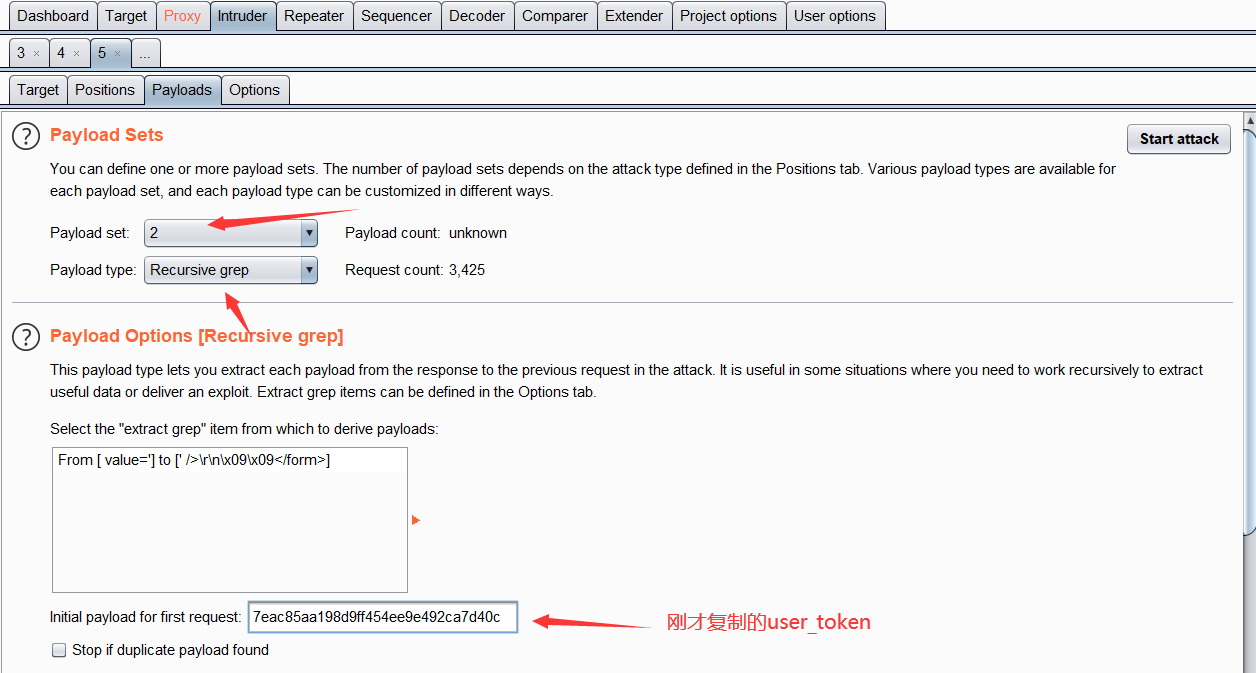 Dashboard Target Proxy Intruder Repeater Sequencer Decoder Comparer Extender Project options User options
3 × 4 × 5 × ...
Target Positions Payloads Options
? Payload Sets
Start attack
You can define one or more payload sets. The number of payload sets depends on the attack type defined in the Positions tab. Various payload types are available for
each payload set, and each payload type can be customized in different ways.
Payload set: 2 Payload count: unknown
Payload type: Recursive grep Request count: 3,425
? Payload Options [Recursive grep]
This payload type lets you extract each payload from the response to the previous request in the attack. It is useful in some situations where you need to work recursively to extract
useful data or deliver an exploit. Extract grep items can be defined in the Options tab.
Select the "extract grep" item from which to derive payloads:
From [ value='] to [' />\r\n\x09\x09</form>]
Initial payload for first request: 7eac85aa198d9ff454ee9e492ca7d40c 刚才复制的user_token
Stop if duplicate payload found